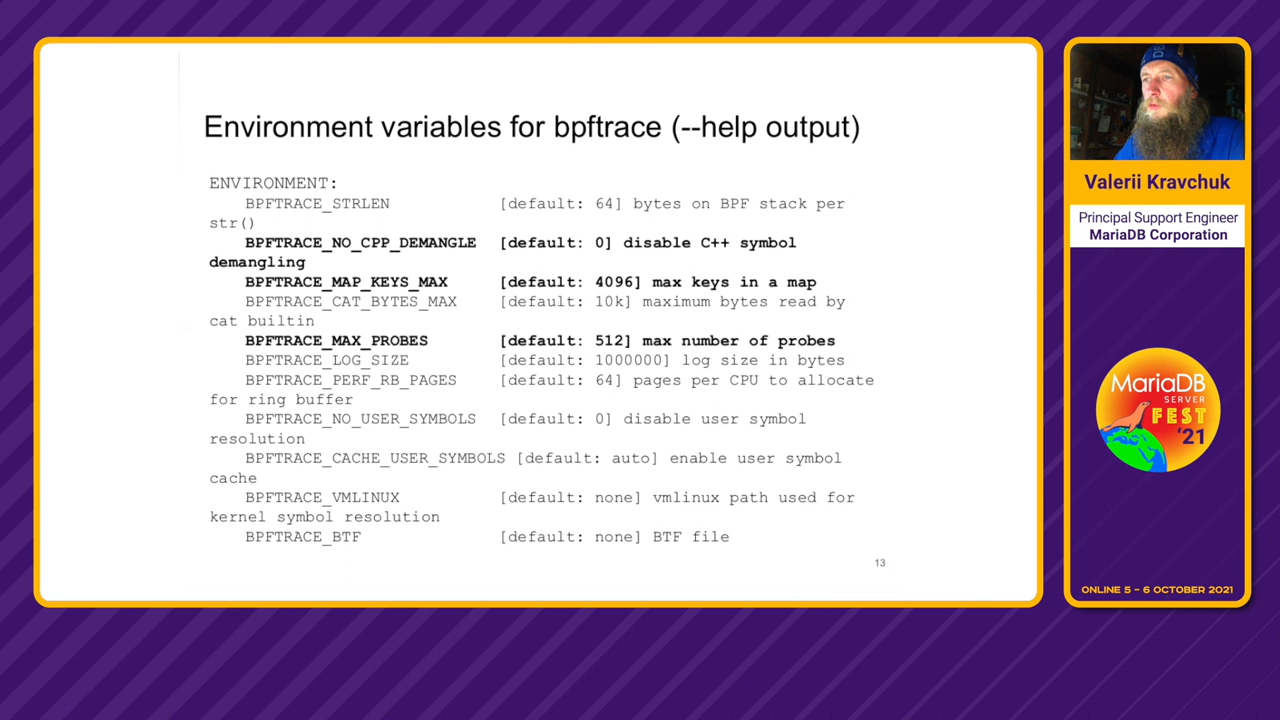 Environment variables for bpftrace (--help output)
ENVIRONMENT:
BPFTRACE_STRLEN [default: 64] bytes on BPF stack per
str()
BPFTRACE_NO_CPP_DEMANGLE [default: 0] disable C++ symbol
demangling
BPFTRACE_MAP_KEYS_MAX [default: 4096] max keys in a map
BPFTRACE_CAT_BYTES_MAX [default: 10k] maximum bytes read by
cat builtin
BPFTRACE_MAX_PROBES [default: 512] max number of probes
BPFTRACE_LOG_SIZE [default: 1000000] log size in bytes
BPFTRACE_PERF_RB_PAGES [default: 64] pages per CPU to allocate
for ring buffer
BPFTRACE_NO_USER_SYMBOLS [default: 0] disable user symbol
resolution
BPFTRACE_CACHE_USER_SYMBOLS [default: auto] enable user symbol
cache
BPFTRACE_VMLINUX [default: none] vmlinux path used for
kernel symbol resolution
BPFTRACE_BTF [default: none] BTF file
13
Valerii Kravchuk
Principal Support Engineer
MariaDB Corporation
MariaDB
SERVER
FEST
'21
ONLINE 5 – 6 OCTOBER 2021